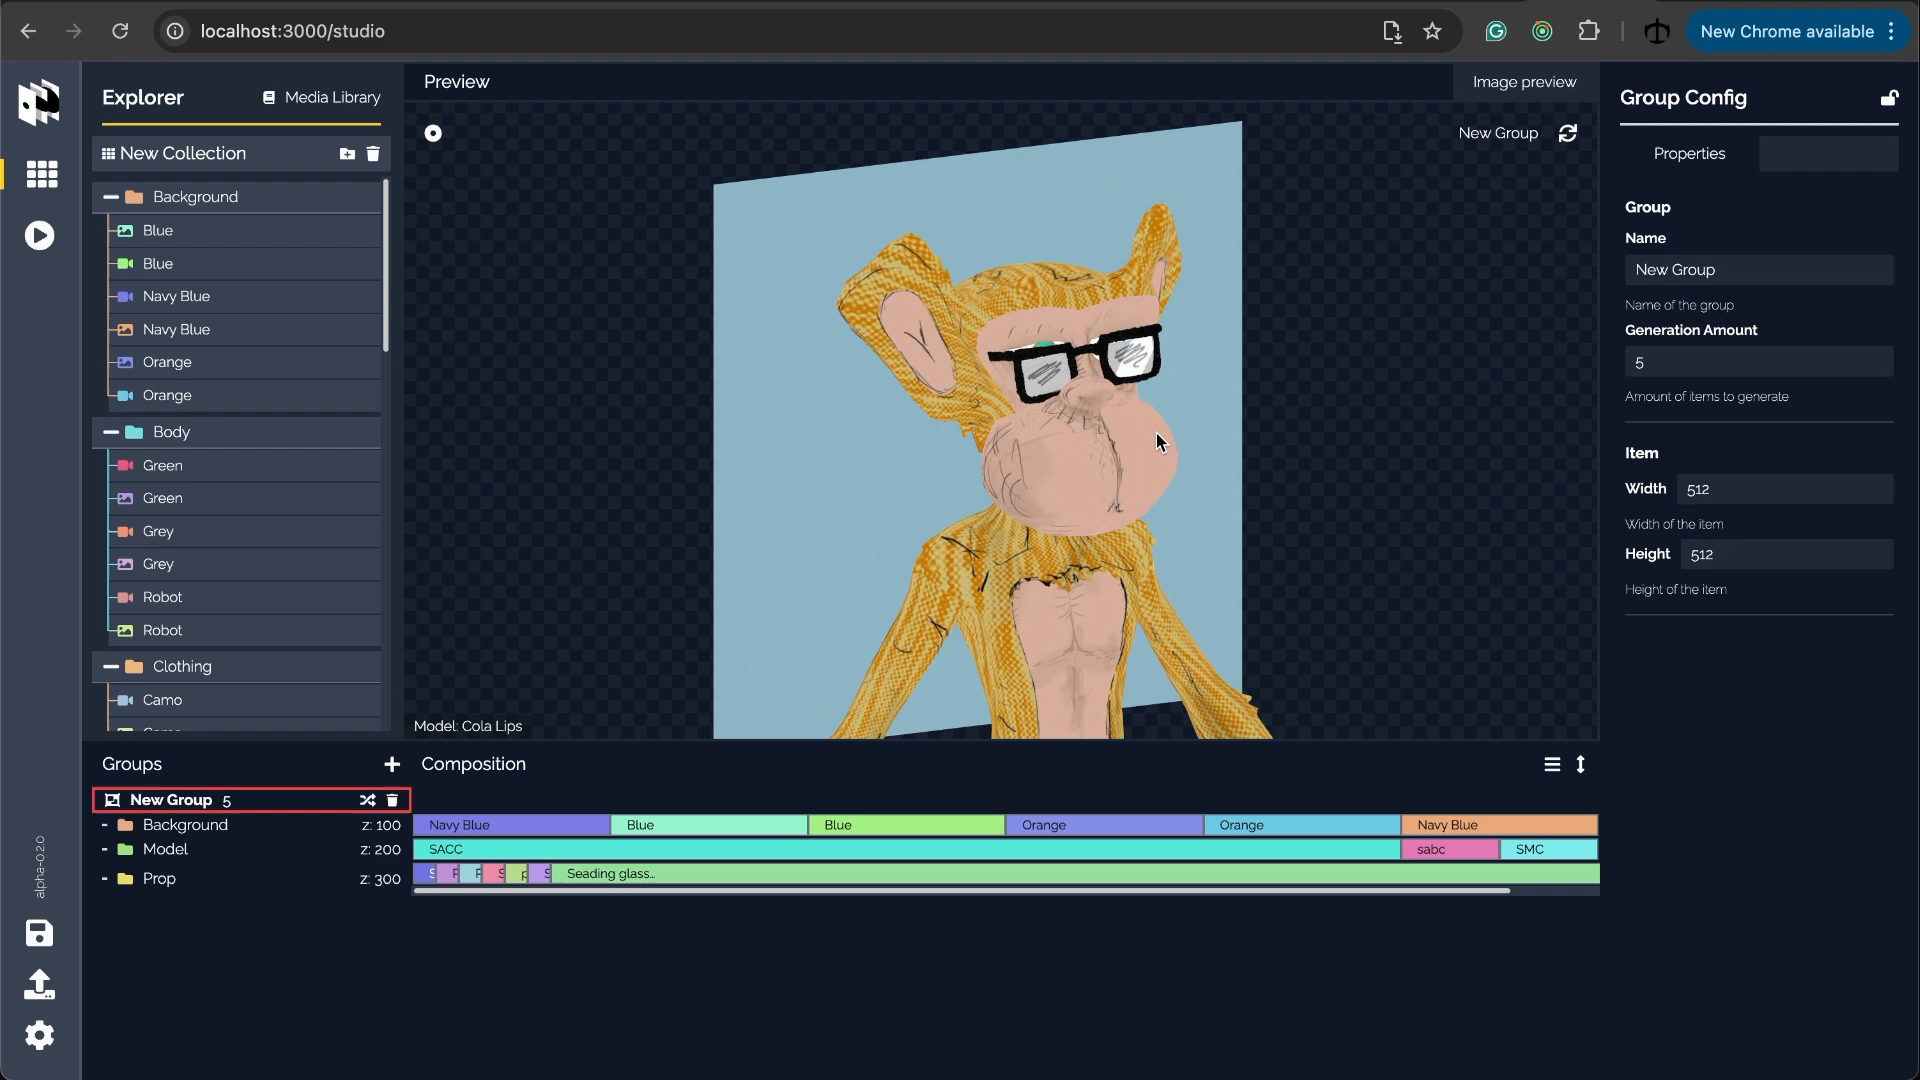 localhost:3000/studio
New Chrome available
Explorer
Media Library
New Collection
Background
Blue
Blue
Navy Blue
Navy Blue
Orange
Orange
Body
Green
Green
Grey
Grey
Robot
Robot
Clothing
Camo
Preview
Image preview
New Group
Model: Cola Lips
Group Config
Properties
Group
Name
New Group
Name of the group
Generation Amount
5
Amount of items to generate
Item
Width 512
Width of the item
Height 512
Height of the item
Groups
Composition
New Group 5
- Background z: 100 Navy Blue Blue Blue Orange Orange Navy Blue
- Model z: 200 SACC sabc SMC
- Prop z: 300 Seading glass...
alpha-0.2.0